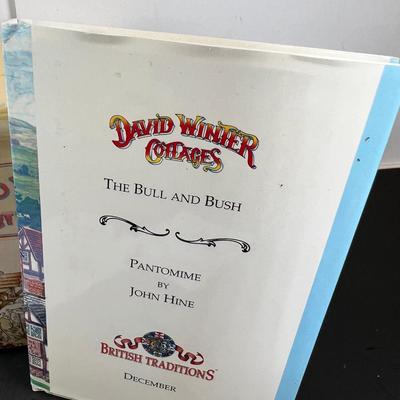 David Winter
Cottages
The Bull and Bush
Pantomime
by
John Hine
British Traditions
December